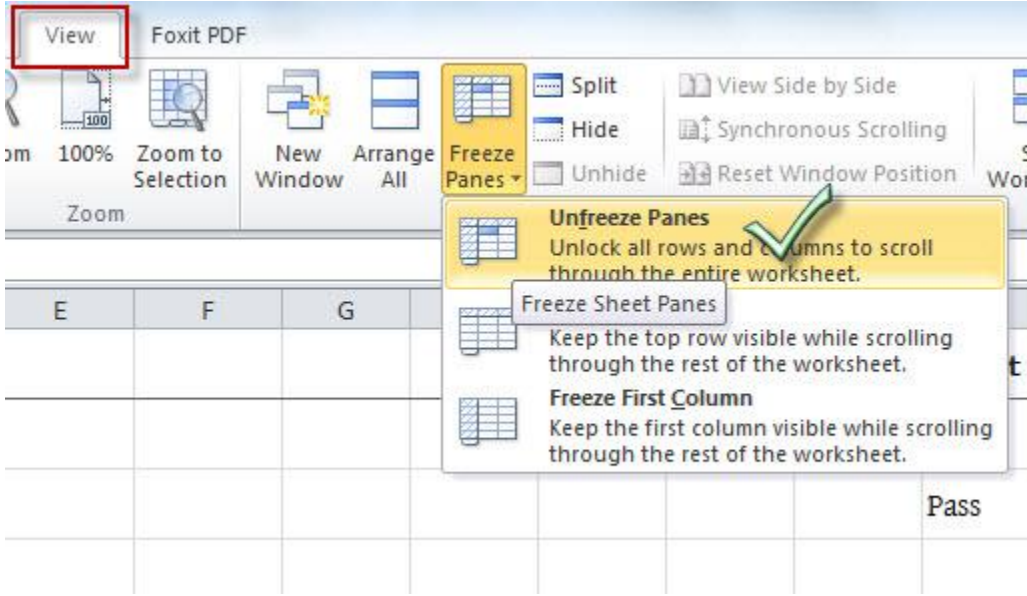 View Foxit PDF
Split View Side by Side
Hide Synchronous Scrolling
100
100% Zoom to Selection New Window Arrange All Freeze Panes Unhide Reset Window Position
Zoom
Unfreeze Panes
Unlock all rows and columns to scroll
through the entire worksheet.
Freeze Sheet Panes
E F G
Keep the top row visible while scrolling
through the rest of the worksheet.
Freeze First Column
Keep the first column visible while scrolling
through the rest of the worksheet.
Pass